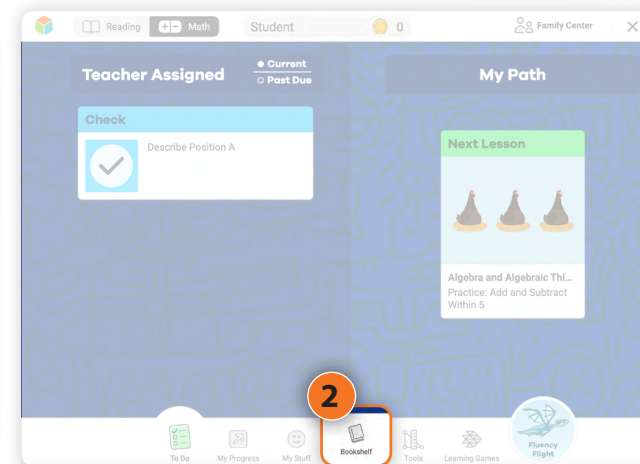 Reading
Math
Student
0
Family Center
Teacher Assigned
Current
Past Due
My Path
Check
Describe Position A
Next Lesson
Algebra and Algebraic Thi...
Practice: Add and Subtract
Within 5
2
To Do
My Progress
My Stuff
Bookshelf
Tools
Learning Games
Fluency
Flight